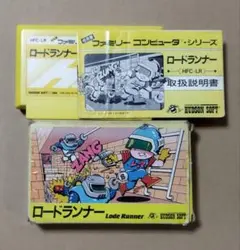 HFC-LR
ロードランナー
ファミリー コンピュータ・シリーズ
ロードランナー
HFC-LR
取扱説明書
HUDSON SOFT
ZANG
ロードランナー
Lode Runner
HUDSON SOFT